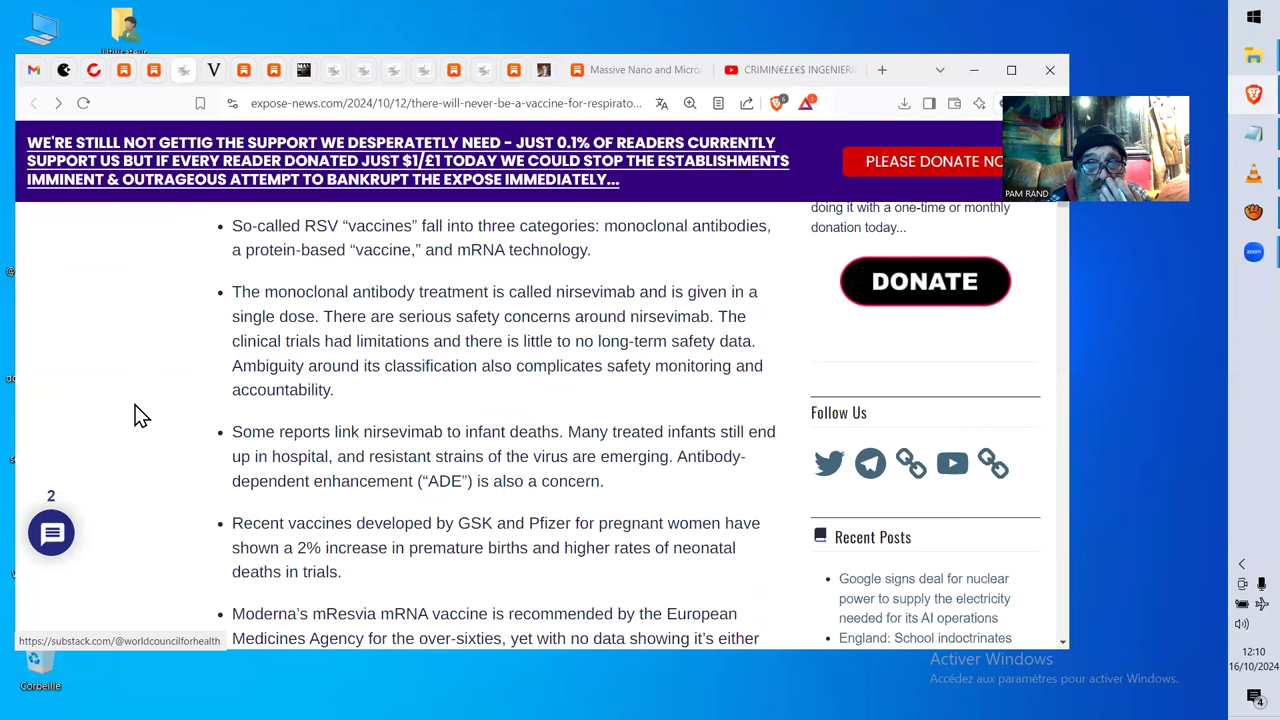 Utilisateur
Massive Nano and Micro
CRIMIN£££$ INGENIERI
expose-news.com/2024/10/12/there-will-never-be-a-vaccine-for-respirato...
WE'RE STILLL NOT GETTIG THE SUPPORT WE DESPERATETLY NEED - JUST 0.1% OF READERS CURRENTLY
SUPPORT US BUT IF EVERY READER DONATED JUST $1/£1 TODAY WE COULD STOP THE ESTABLISHMENTS
IMMINENT & OUTRAGEOUS ATTEMPT TO BANKRUPT THE EXPOSE IMMEDIATELY...
PLEASE DONATE NO
PAM RAND
So-called RSV “vaccines” fall into three categories: monoclonal antibodies,
a protein-based “vaccine,” and mRNA technology.
The monoclonal antibody treatment is called nirsevimab and is given in a
single dose. There are serious safety concerns around nirsevimab. The
clinical trials had limitations and there is little to no long-term safety data.
Ambiguity around its classification also complicates safety monitoring and
accountability.
Some reports link nirsevimab to infant deaths. Many treated infants still end
up in hospital, and resistant strains of the virus are emerging. Antibody-
dependent enhancement (“ADE”) is also a concern.
Recent vaccines developed by GSK and Pfizer for pregnant women have
shown a 2% increase in premature births and higher rates of neonatal
deaths in trials.
Moderna’s mResvia mRNA vaccine is recommended by the European
Medicines Agency for the over-sixties, yet with no data showing it’s either
doing it with a one-time or monthly
donation today...
DONATE
Follow Us
Recent Posts
Google signs deal for nuclear
power to supply the electricity
needed for its AI operations
England: School indoctrinates
2
https://substack.com/@worldcouncilforhealth
Corbeille
Activer Windows
Accédez aux paramètres pour activer Windows.
zoom
12:10
16/10/2024
4